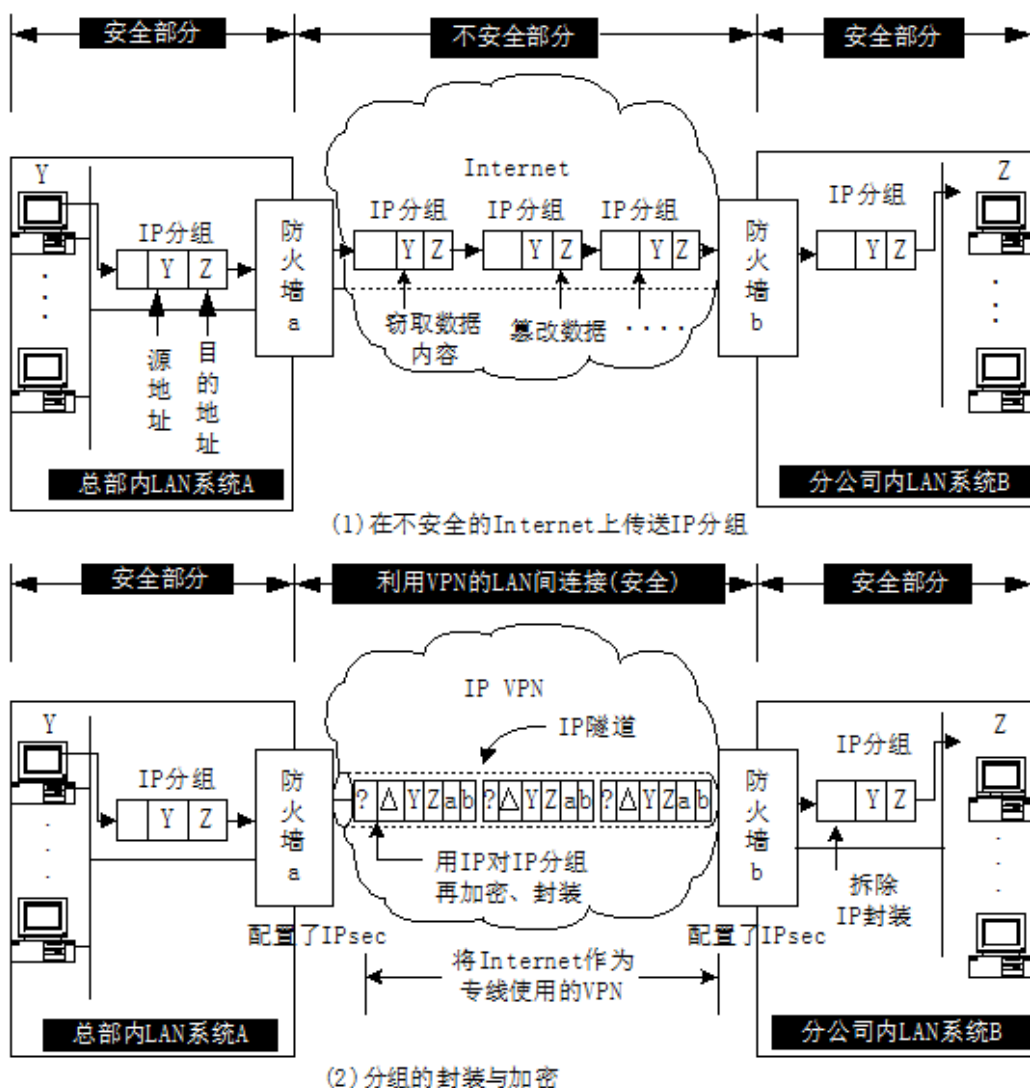 安全部分
不安全部分
安全部分
Internet
Y
Z
IP分组
IP分组
IP分组
IP分组
IP分组
Y Z
Y Z
Y Z
Y Z
Y Z
防火墙a
防火墙b
窃取数据
内容
篡改数据
····
源地址
目的地址
总部内LAN系统A
分公司内LAN系统B
(1)在不安全的Internet上传送IP分组
安全部分
利用VPN的LAN间连接(安全)
安全部分
IP VPN
IP隧道
Y
Z
IP分组
IP分组
Y Z
?△YZab
?△YZab
?△YZab
Y Z
防火墙a
防火墙b
用IP对IP分组
再加密、封装
拆除
IP封装
配置了IPsec
配置了IPsec
将Internet作为
专线使用的VPN
总部内LAN系统A
分公司内LAN系统B
(2)分组的封装与加密